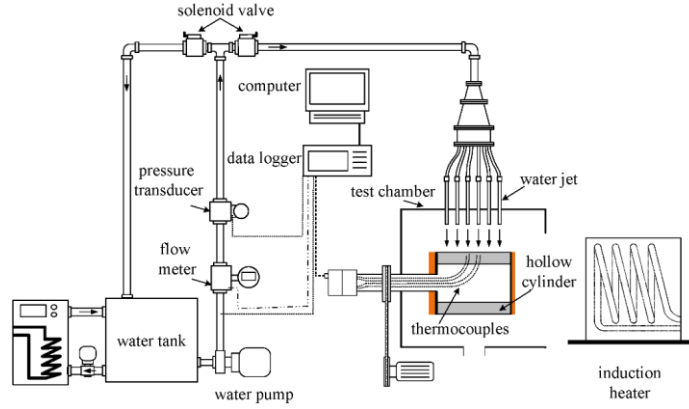 solenoid valve
computer
data logger
pressure
transducer
test chamber
water jet
flow
meter
hollow
cylinder
thermocouples
water tank
water pump
induction
heater